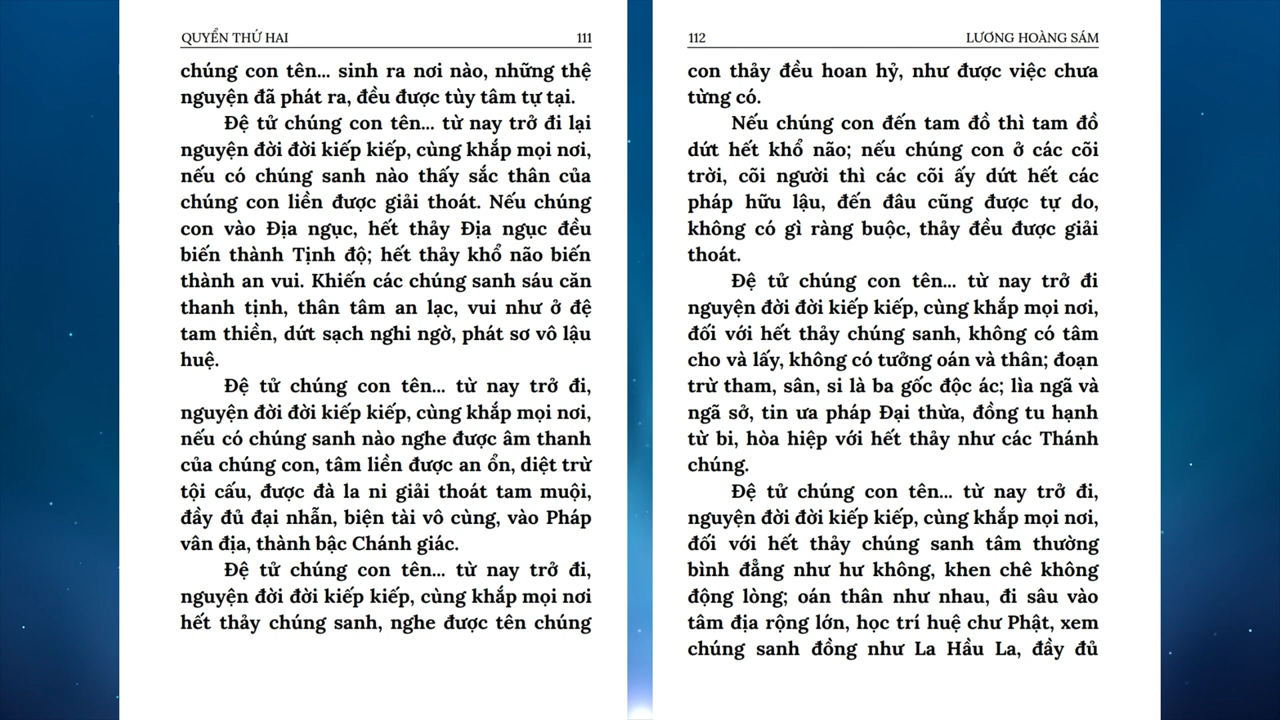 QUYỂN THỨ HAI 111
chúng con tên... sinh ra nơi nào, những thệ
nguyện đã phát ra, đều được tùy tâm tự tại.
Đệ tử chúng con tên... từ nay trở đi lại
nguyện đời đời kiếp kiếp, cùng khắp mọi nơi,
nếu có chúng sanh nào thấy sắc thân của
chúng con liền được giải thoát. Nếu chúng
con vào Địa ngục, hết thảy Địa ngục đều
biến thành Tịnh độ; hết thảy khổ não biến
thành an vui. Khiến các chúng sanh sáu căn
thanh tịnh, thân tâm an lạc, vui như ở đệ
tam thiền, dứt sạch nghi ngờ, phát sơ vô lậu
huệ.
Đệ tử chúng con tên... từ nay trở đi,
nguyện đời đời kiếp kiếp, cùng khắp mọi nơi,
nếu có chúng sanh nào nghe được âm thanh
của chúng con, tâm liền được an ổn, diệt trừ
tội cấu, được đà la ni giải thoát tam muội,
đầy đủ đại nhẫn, biện tài vô cùng, vào Pháp
vân địa, thành bậc Chánh giác.
Đệ tử chúng con tên... từ nay trở đi,
nguyện đời đời kiếp kiếp, cùng khắp mọi nơi
hết thảy chúng sanh, nghe được tên chúng
112 LƯƠNG HOÀNG SÁM
con thảy đều hoan hỷ, như được việc chưa
từng có.
Nếu chúng con đến tam đồ thì tam đồ
dứt hết khổ não; nếu chúng con ở các cõi
trời, cõi người thì các cõi ấy dứt hết các
pháp hữu lậu, đến đâu cũng được tự do,
không có gì ràng buộc, thảy đều được giải
thoát.
Đệ tử chúng con tên... từ nay trở đi
nguyện đời đời kiếp kiếp, cùng khắp mọi nơi,
đối với hết thảy chúng sanh, không có tâm
cho và lấy, không có tưởng oán và thân; đoạn
trừ tham, sân, si là ba gốc độc ác; lìa ngã và
ngã sở, tin ưa pháp Đại thừa, đồng tu hạnh
từ bi, hòa hiệp với hết thảy như các Thánh
chúng.
Đệ tử chúng con tên... từ nay trở đi,
nguyện đời đời kiếp kiếp, cùng khắp mọi nơi,
đối với hết thảy chúng sanh tâm thường
bình đẳng như hư không, khen chê không
động lòng; oán thân như nhau, đi sâu vào
tâm địa rộng lớn, học trí huệ chư Phật, xem
chúng sanh đồng như La Hầu La, đầy đủ